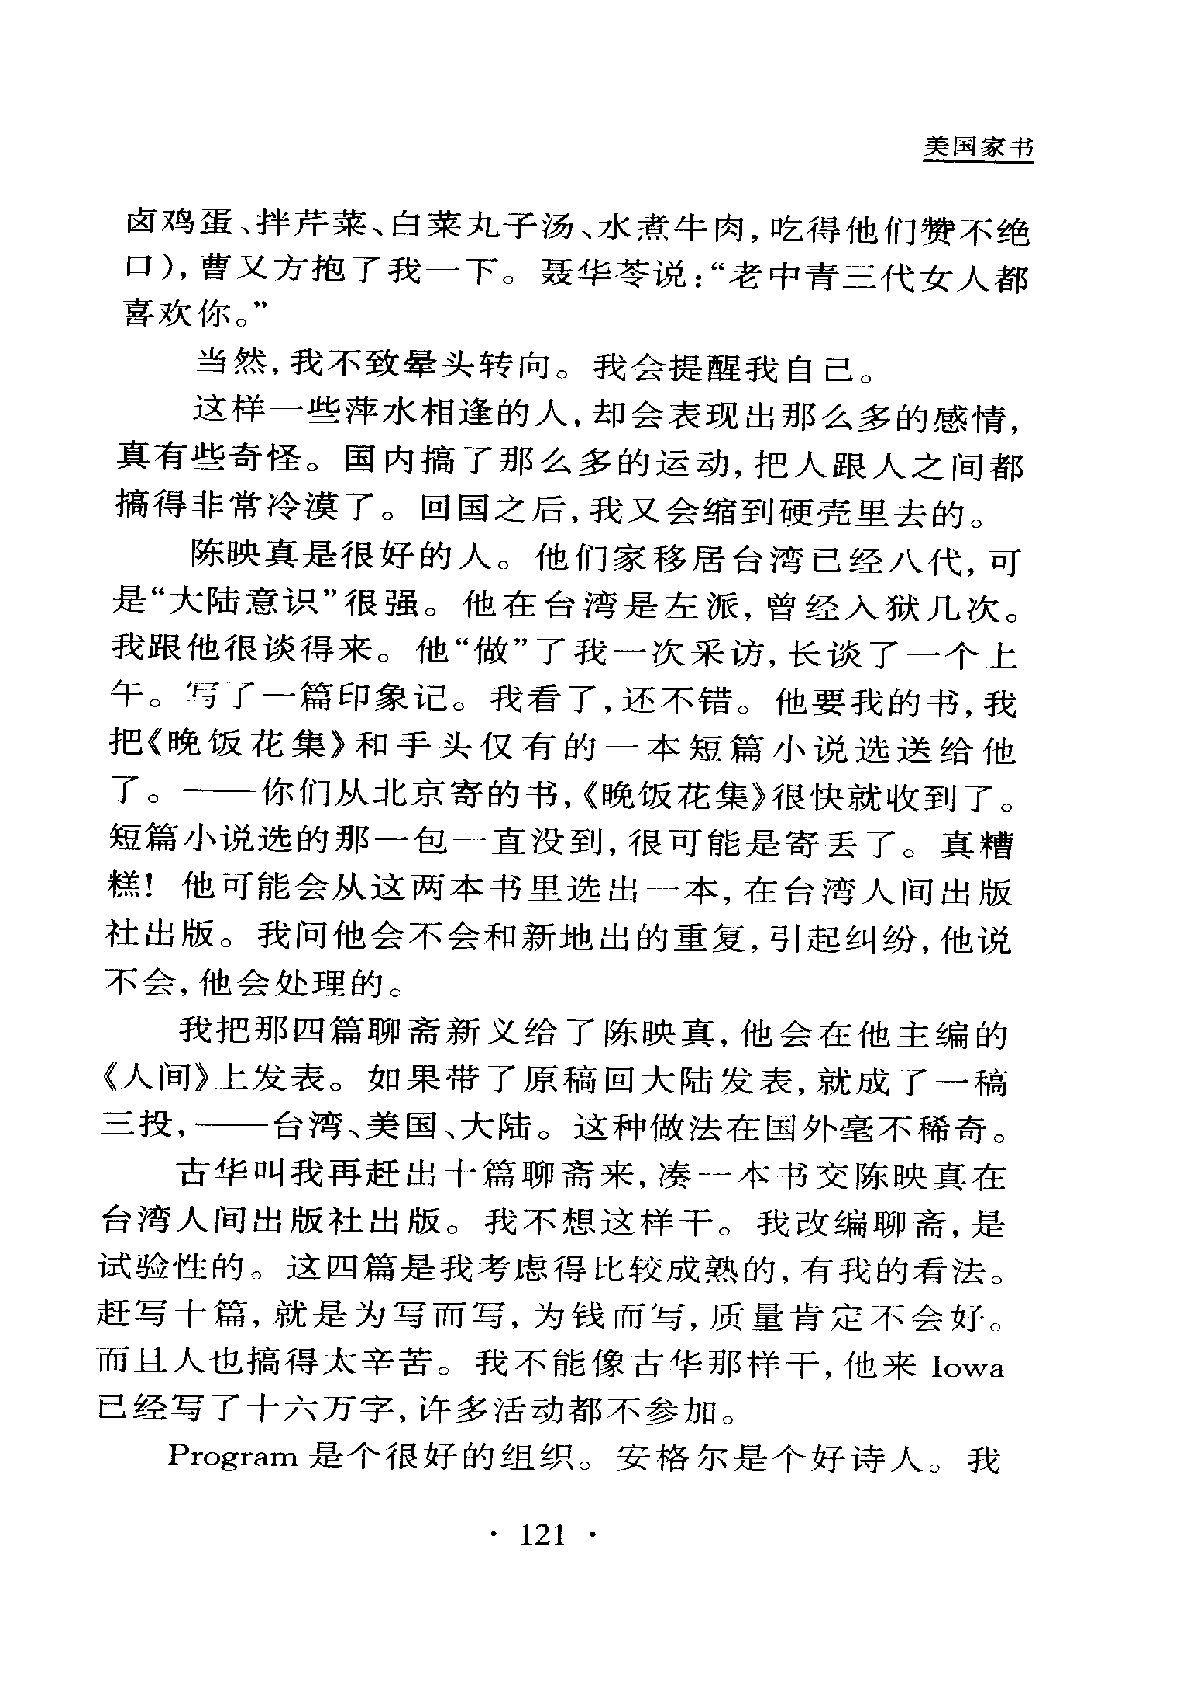 美国家书
卤鸡蛋、拌芹菜、白菜丸子汤、水煮牛肉,吃得他们赞不绝
口),曹又方抱了我一下。聂华苓说:“老中青三代女人都
喜欢你。”
当然,我不致晕头转向。我会提醒我自己。
这样一些萍水相逢的人,却会表现出那么多的感情,
真有些奇怪。国内搞了那么多的运动,把人跟人之间都
搞得非常冷漠了。回国之后,我又会缩到硬壳里去的。
陈映真是很好的人。他们家移居台湾已经八代,可
是“大陆意识”很强。他在台湾是左派,曾经入狱几次。
我跟他很谈得来。他“做”了我一次采访,长谈了一个上
午。写了一篇印象记。我看了,还不错。他要我的书,我
把《晚饭花集》和手头仅有的一本短篇小说选送给他
了。——你们从北京寄的书,《晚饭花集》很快就收到了。
短篇小说选的那一包一直没到,很可能是寄丢了。真糟
糕!他可能会从这两本书里选出一本,在台湾人间出版
社出版。我问他会不会和新地出的重复,引起纠纷,他说
不会,他会处理的。
我把那四篇聊斋新义给了陈映真,他会在他主编的
《人间》上发表。如果带了原稿回大陆发表,就成了一稿
三投,——台湾、美国、大陆。这种做法在国外毫不稀奇。
古华叫我再赶出十篇聊斋来,凑一本书交陈映真在
台湾人间出版社出版。我不想这样干。我改编聊斋,是
试验性的。这四篇是我考虑得比较成熟的,有我的看法。
赶写十篇,就是为写而写,为钱而写,质量肯定不会好。
而且人也搞得太辛苦。我不能像古华那样干,他来 Iowa
已经写了十六万字,许多活动都不参加。
Program 是个很好的组织。安格尔是个好诗人。我
· 121 ·